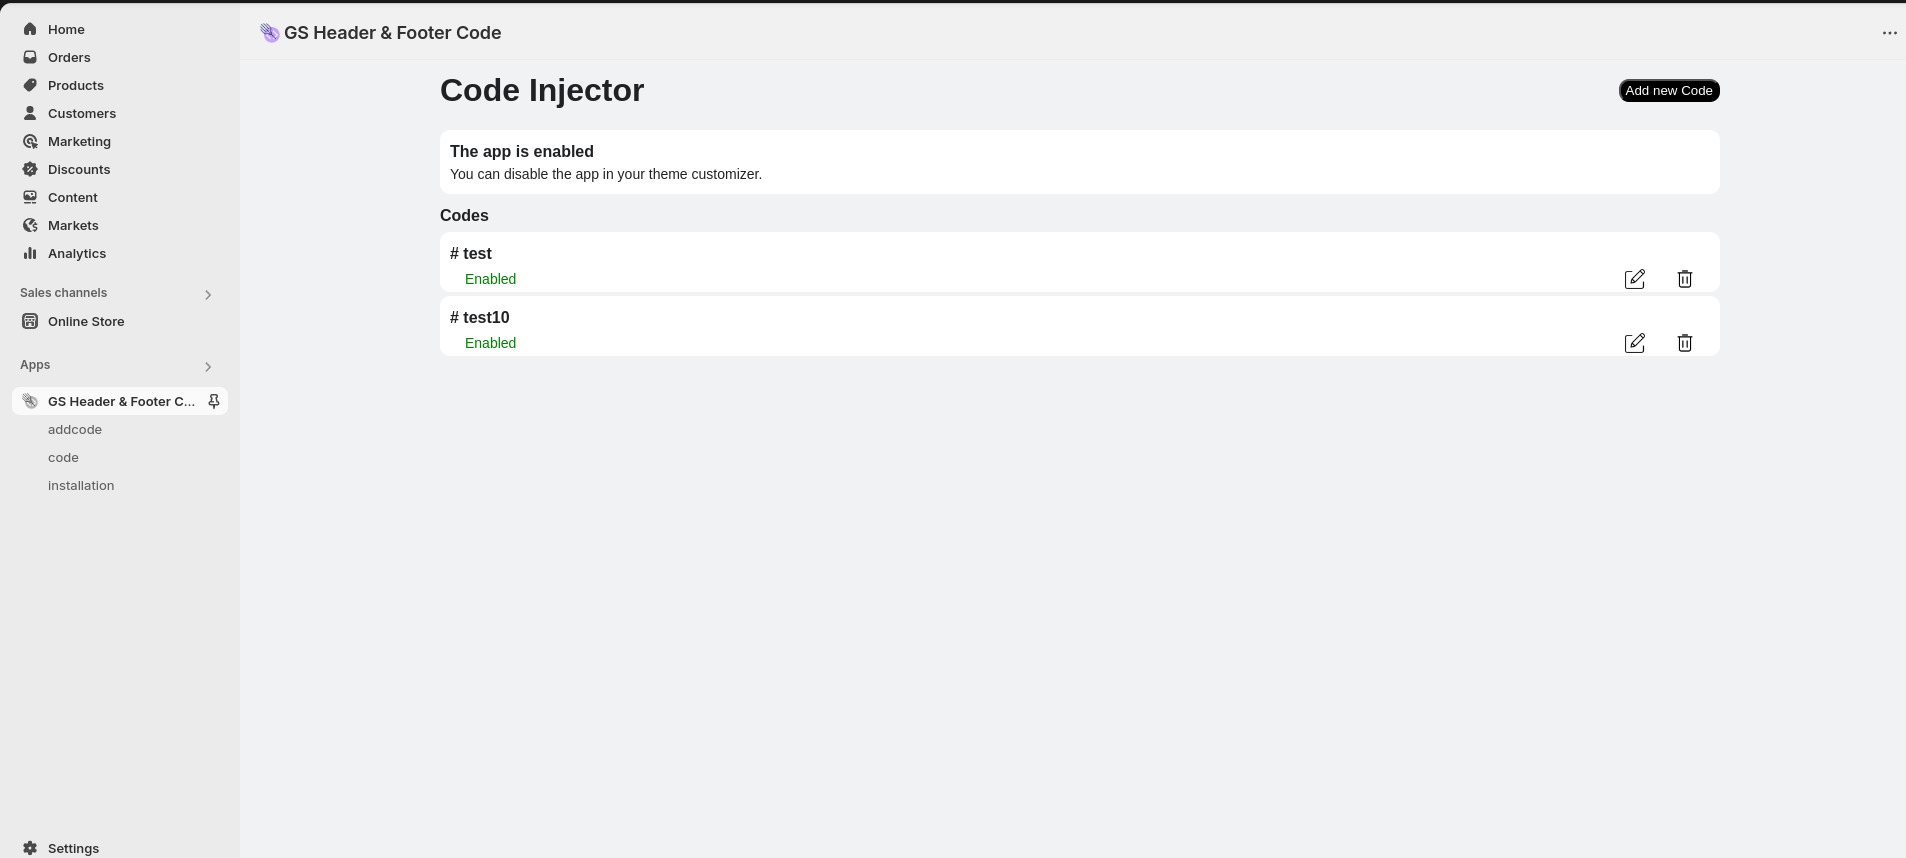 Home
Orders
Products
Customers
Marketing
Discounts
Content
Markets
Analytics
Sales channels
Online Store
Apps
GS Header & Footer C...
addcode
code
installation
Settings
GS Header & Footer Code
Code Injector
Add new Code
The app is enabled
You can disable the app in your theme customizer.
Codes
# test
Enabled
# test10
Enabled